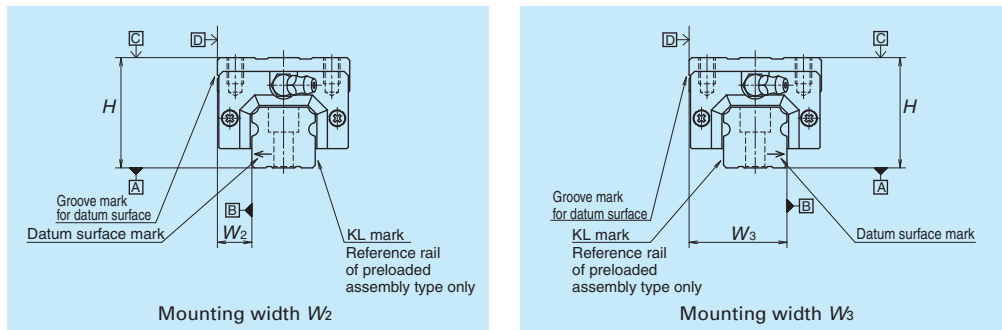 C
D
H
A
Groove mark
for datum surface
Datum surface mark
B
W2
KL mark
Reference rail
of preloaded
assembly type only
Mounting width W2
D
C
H
A
Groove mark
for datum surface
KL mark
Reference rail
of preloaded
assembly type only
W3
B
Datum surface mark
Mounting width W3